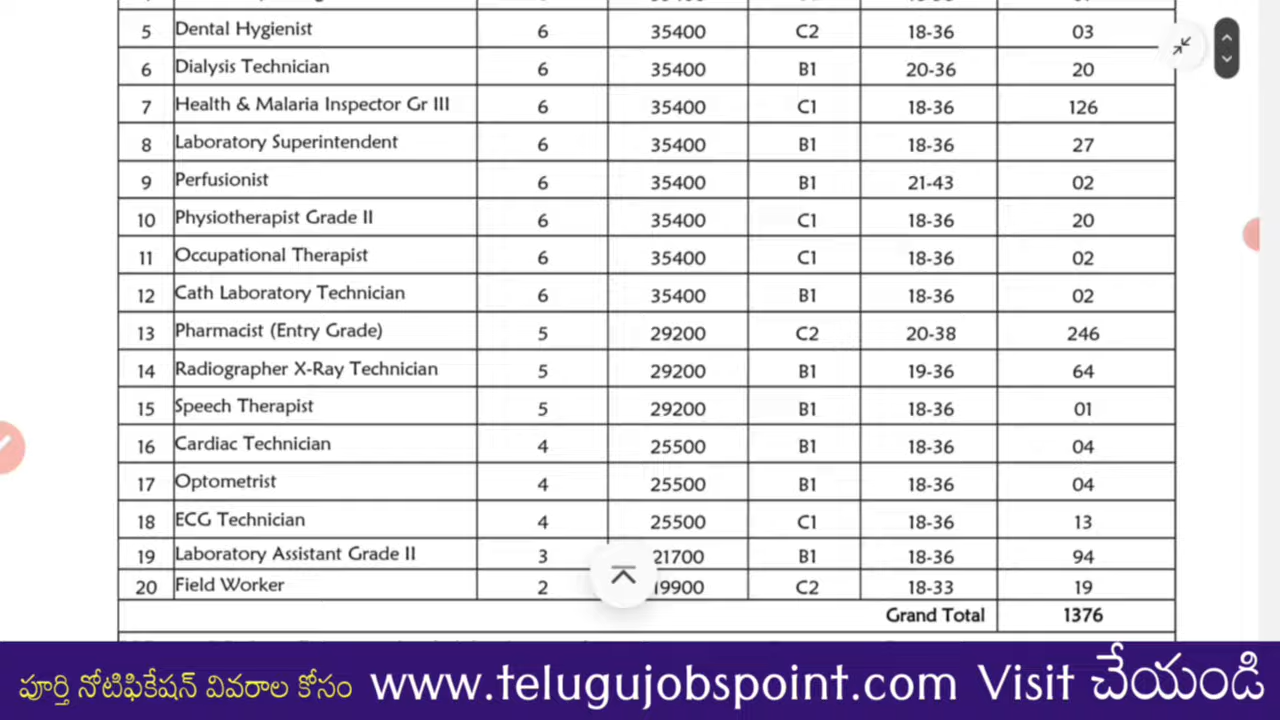 5 Dental Hygienist 6 35400 C2 18-36 03
6 Dialysis Technician 6 35400 B1 20-36 20
7 Health & Malaria Inspector Gr III 6 35400 C1 18-36 126
8 Laboratory Superintendent 6 35400 B1 18-36 27
9 Perfusionist 6 35400 B1 21-43 02
10 Physiotherapist Grade II 6 35400 C1 18-36 20
11 Occupational Therapist 6 35400 C1 18-36 02
12 Cath Laboratory Technician 6 35400 B1 18-36 02
13 Pharmacist (Entry Grade) 5 29200 C2 20-38 246
14 Radiographer X-Ray Technician 5 29200 B1 19-36 64
15 Speech Therapist 5 29200 B1 18-36 01
16 Cardiac Technician 4 25500 B1 18-36 04
17 Optometrist 4 25500 B1 18-36 04
18 ECG Technician 4 25500 C1 18-36 13
19 Laboratory Assistant Grade II 3 21700 B1 18-36 94
20 Field Worker 2 19900 C2 18-33 19
Grand Total 1376
పూర్తి నోటిఫికేషన్ వివరాల కోసం www.telugujobspoint.com Visit చేయండి